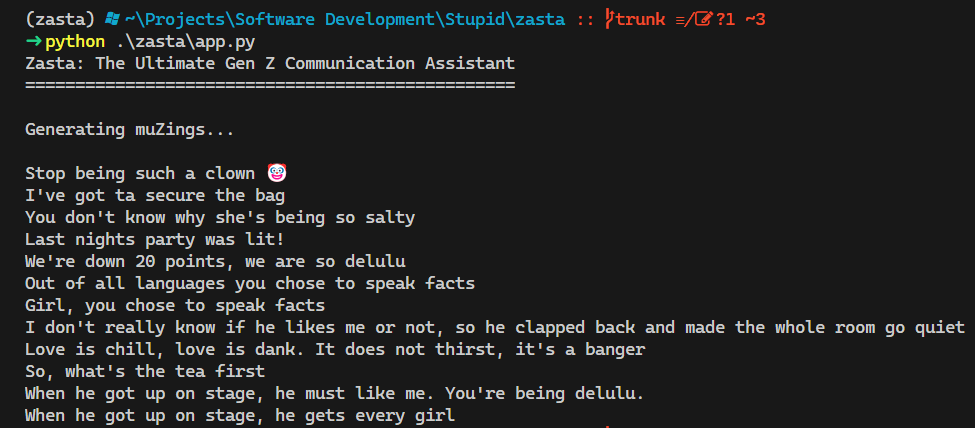 (zasta) ~\Projects\Software Development\Stupid\zasta :: trunk ≡/?1 ~3
➜python .\zasta\app.py
Zasta: The Ultimate Gen Z Communication Assistant
=================================================
Generating muZings...
Stop being such a clown 🤡
I've got ta secure the bag
You don't know why she's being so salty
Last nights party was lit!
We're down 20 points, we are so delulu
Out of all languages you chose to speak facts
Girl, you chose to speak facts
I don't really know if he likes me or not, so he clapped back and made the whole room go quiet
Love is chill, love is dank. It does not thirst, it's a banger
So, what's the tea first
When he got up on stage, he must like me. You're being delulu.
When he got up on stage, he gets every girl